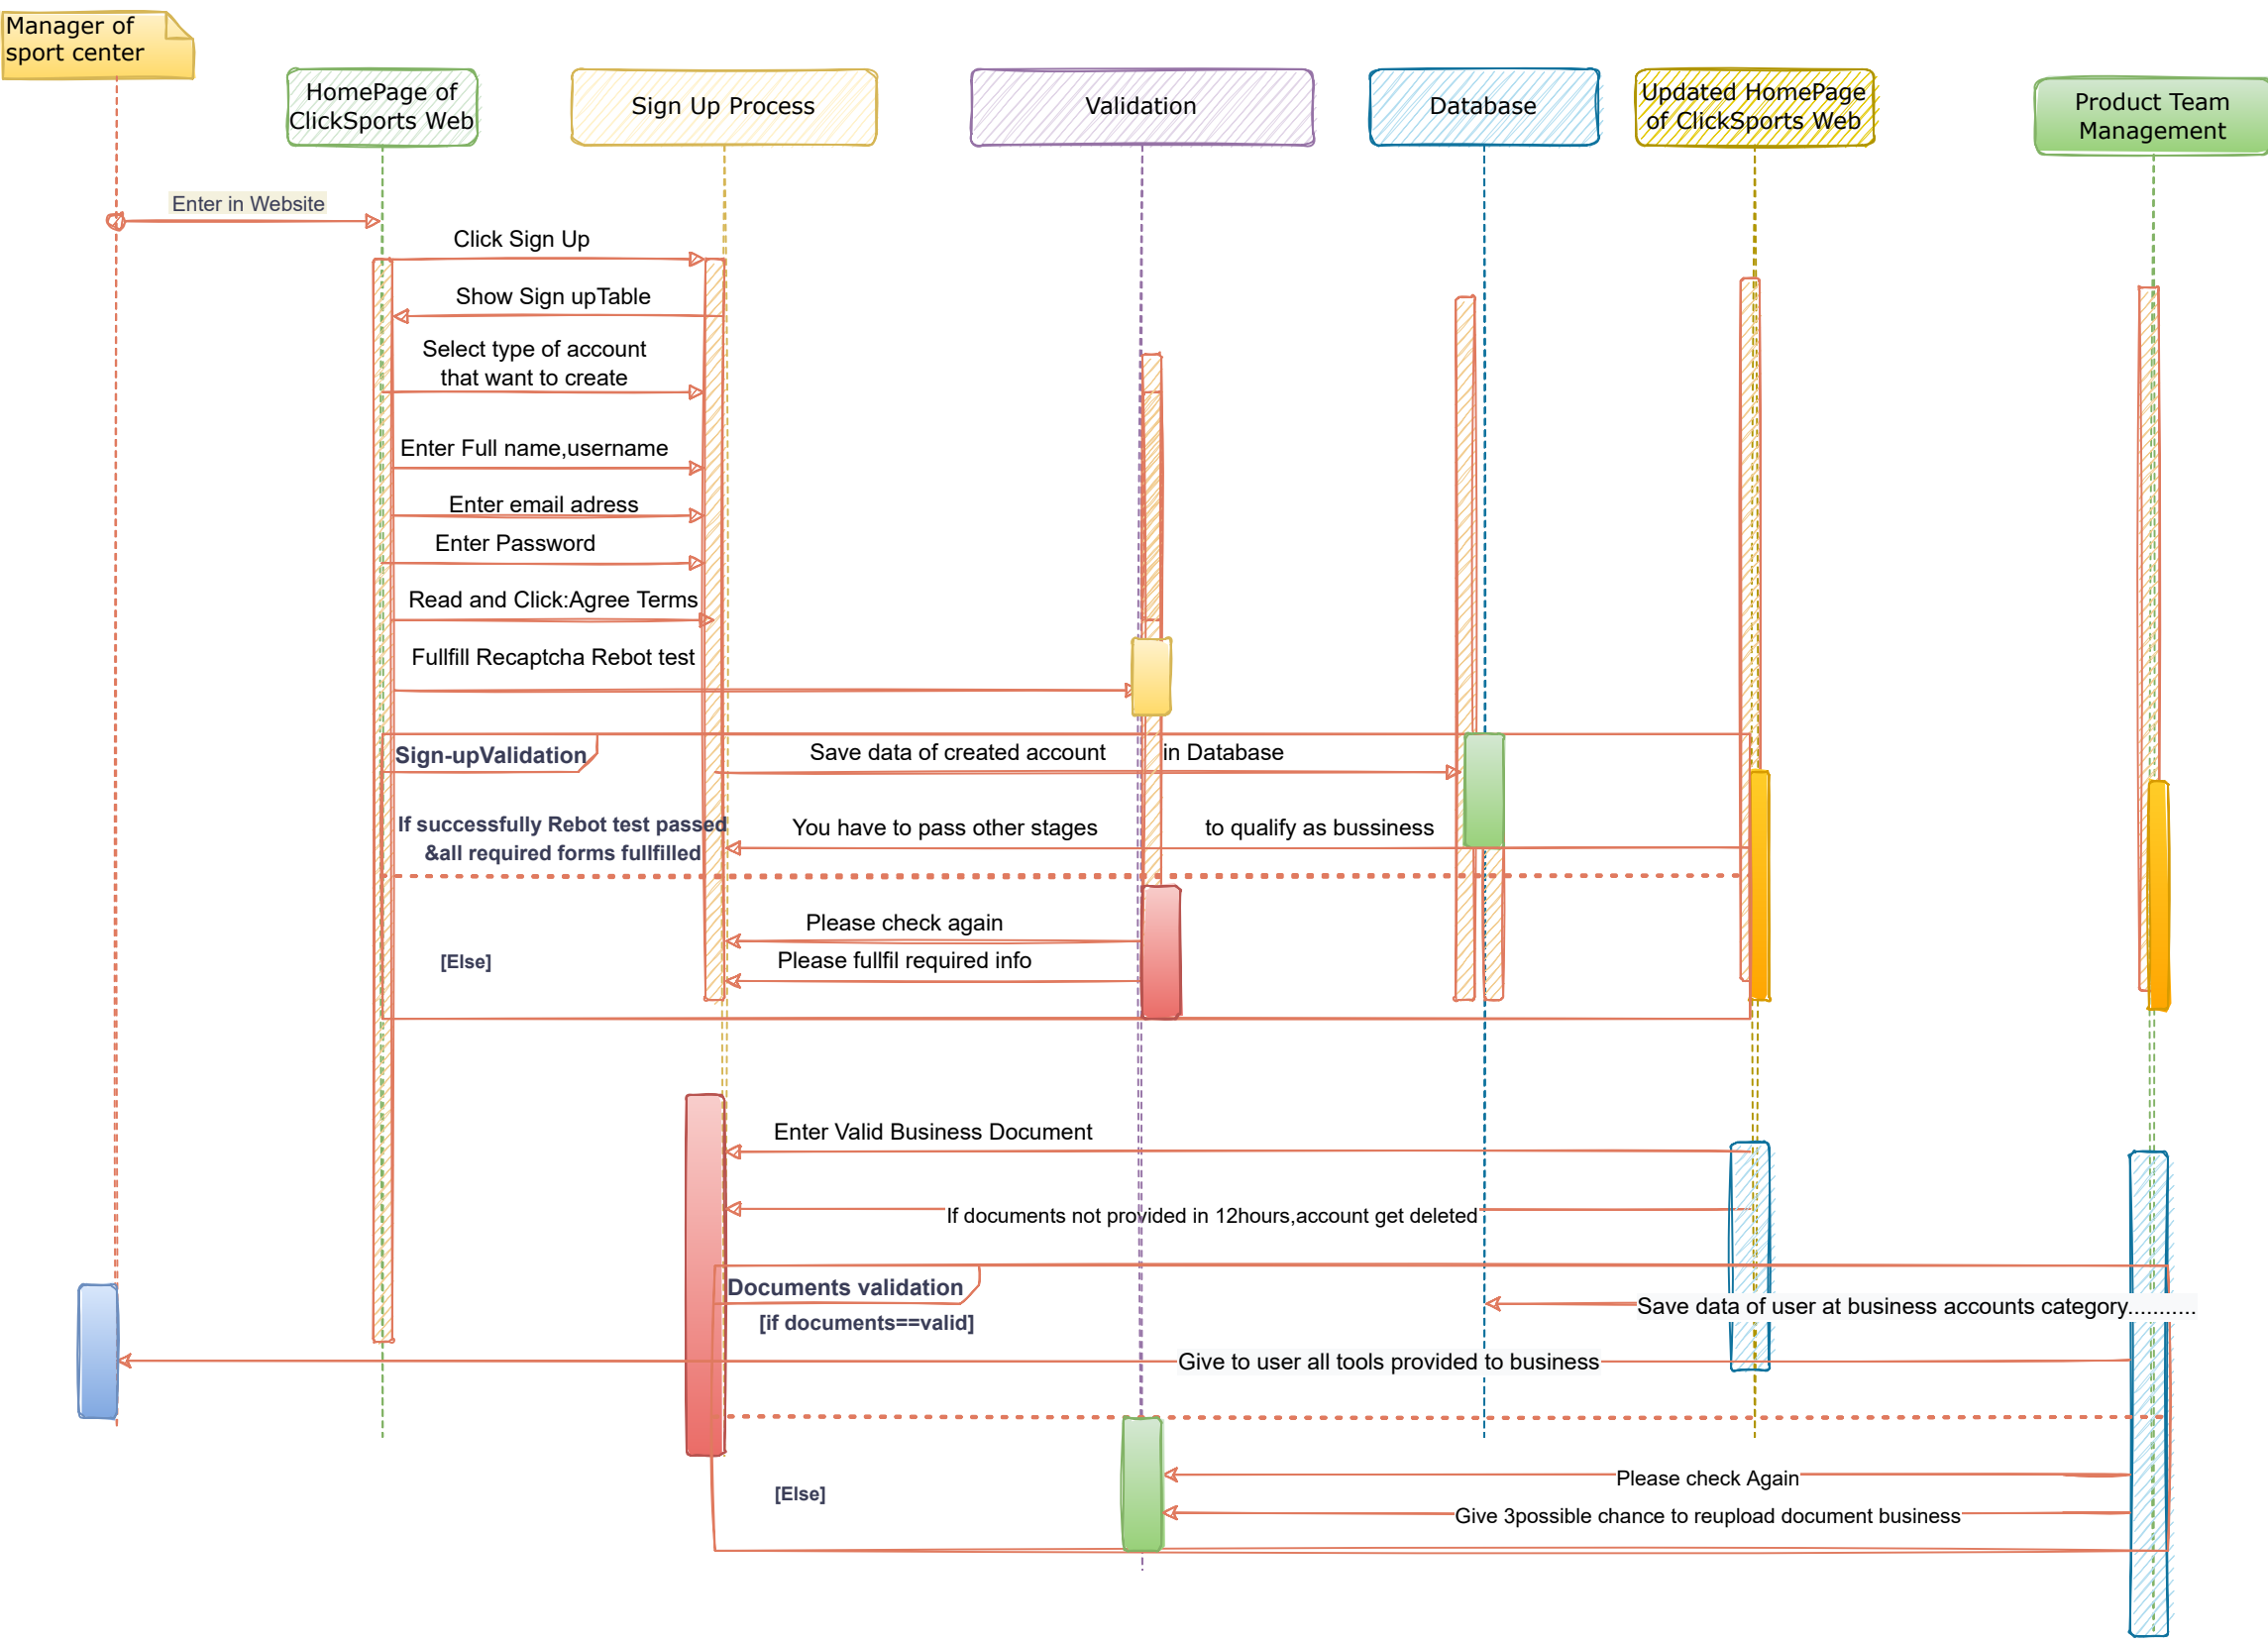 Manager of
sport center
HomePage of
ClickSports Web
Sign Up Process
Validation
Database
Updated HomePage
of ClickSports Web
Product Team
Management
Enter in Website
Click Sign Up
Show Sign upTable
Select type of account
that want to create
Enter Full name,username
Enter email adress
Enter Password
Read and Click:Agree Terms
Fullfill Recaptcha Rebot test
Sign-upValidation
Save data of created account in Database
If successfully Rebot test passed
&all required forms fullfilled
You have to pass other stages to qualify as bussiness
Please check again
[Else]
Please fullfil required info
Enter Valid Business Document
If documents not provided in 12hours,account get deleted
Documents validation
[if documents==valid]
Save data of user at business accounts category...........
Give to user all tools provided to business
Please check Again
[Else]
Give 3possible chance to reupload document business